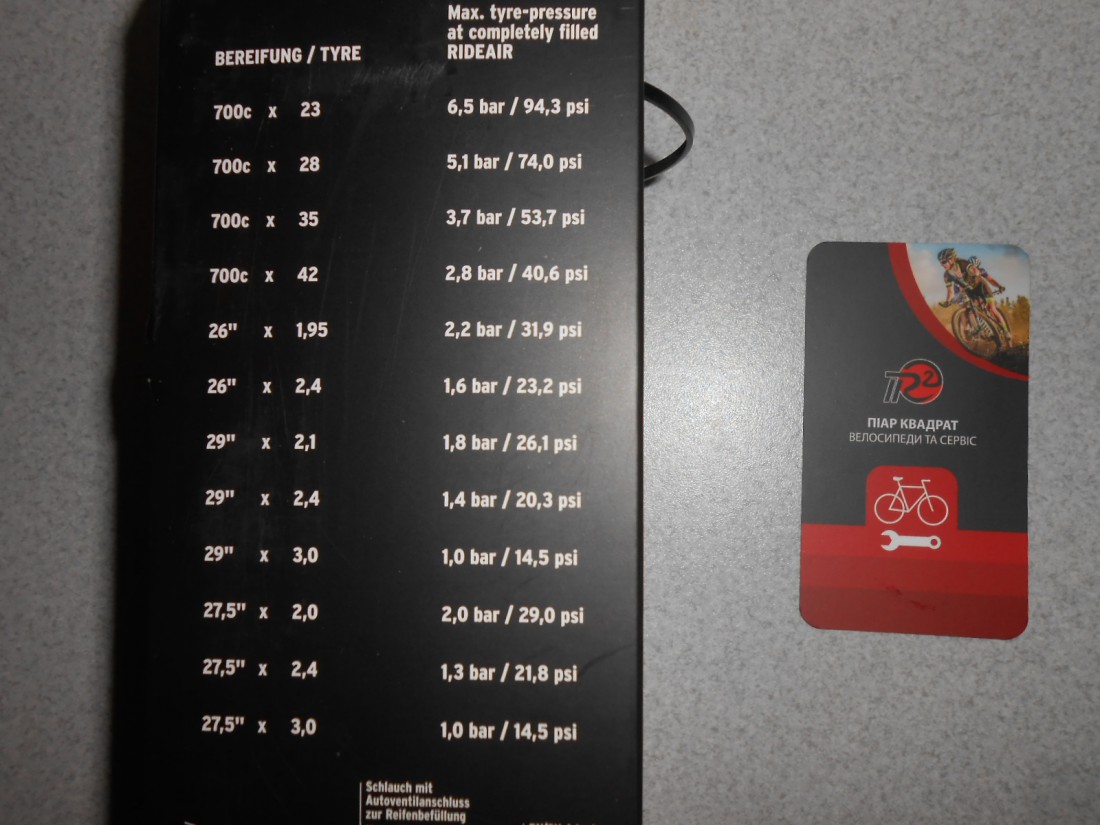 BEREIFUNG / TYRE
Max. tyre-pressure
at completely filled
RIDEAIR
700c x 23 6,5 bar / 94,3 psi
700c x 28 5,1 bar / 74,0 psi
700c x 35 3,7 bar / 53,7 psi
700c x 42 2,8 bar / 40,6 psi
26" x 1,95 2,2 bar / 31,9 psi
26" x 2,4 1,6 bar / 23,2 psi
29" x 2,1 1,8 bar / 26,1 psi
29" x 2,4 1,4 bar / 20,3 psi
29" x 3,0 1,0 bar / 14,5 psi
27,5" x 2,0 2,0 bar / 29,0 psi
27,5" x 2,4 1,3 bar / 21,8 psi
27,5" x 3,0 1,0 bar / 14,5 psi
Schlauch mit
Autoventilanschluss
zur Reifenbefüllung
ПІАР КВАДРАТ
ВЕЛОСИПЕДИ ТА СЕРВІС